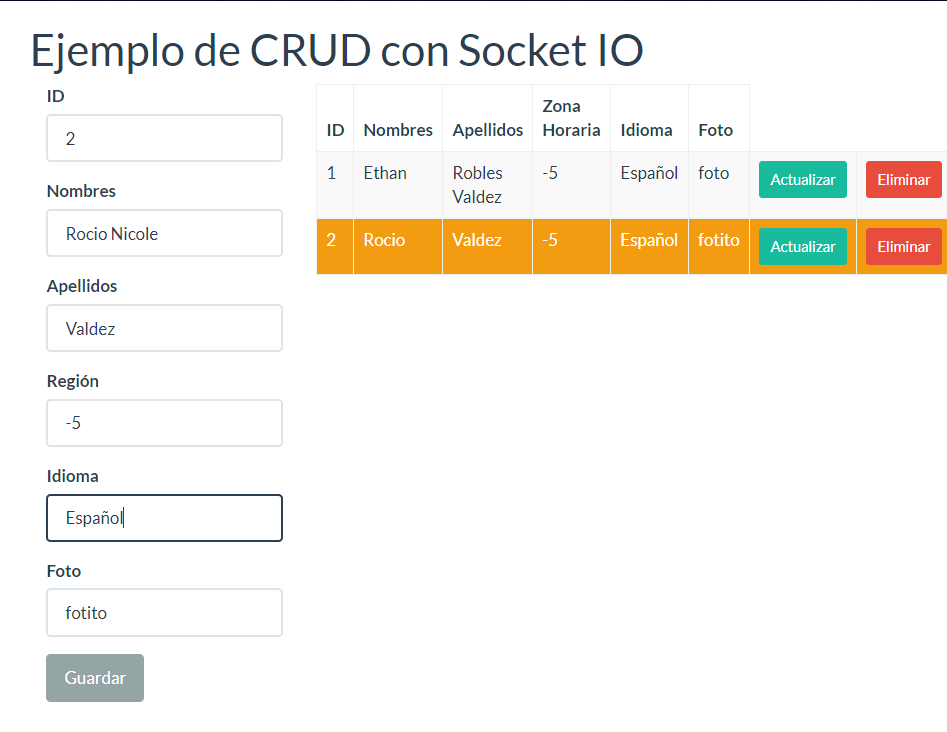 Ejemplo de CRUD con Socket IO
ID
2
Nombres
Rocio Nicole
Apellidos
Valdez
Región
-5
Idioma
Español
Foto
fotito
Guardar
ID Nombres Apellidos Zona Horaria Idioma Foto
1 Ethan Robles Valdez -5 Español foto Actualizar Eliminar
2 Rocio Valdez -5 Español fotito Actualizar Eliminar